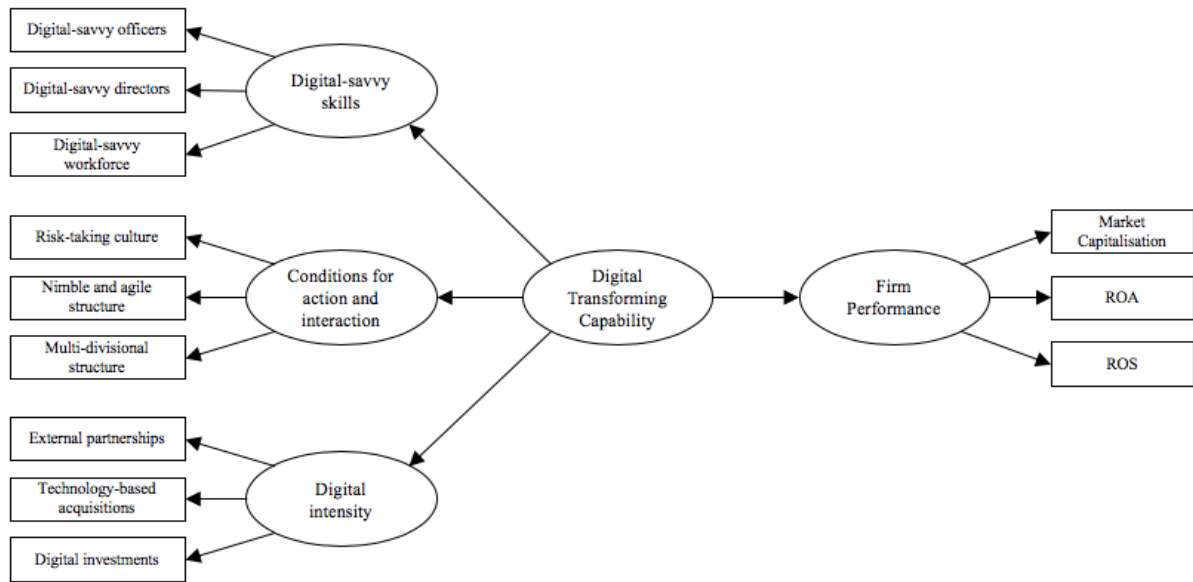 Digital-savvy officers
Digital-savvy directors
Digital-savvy
workforce
Digital-savvy
skills
Risk-taking culture
Nimble and agile
structure
Multi-divisional
structure
Conditions for
action and
interaction
External partnerships
Technology-based
acquisitions
Digital investments
Digital
intensity
Digital
Transforming
Capability
Firm
Performance
Market
Capitalisation
ROA
ROS